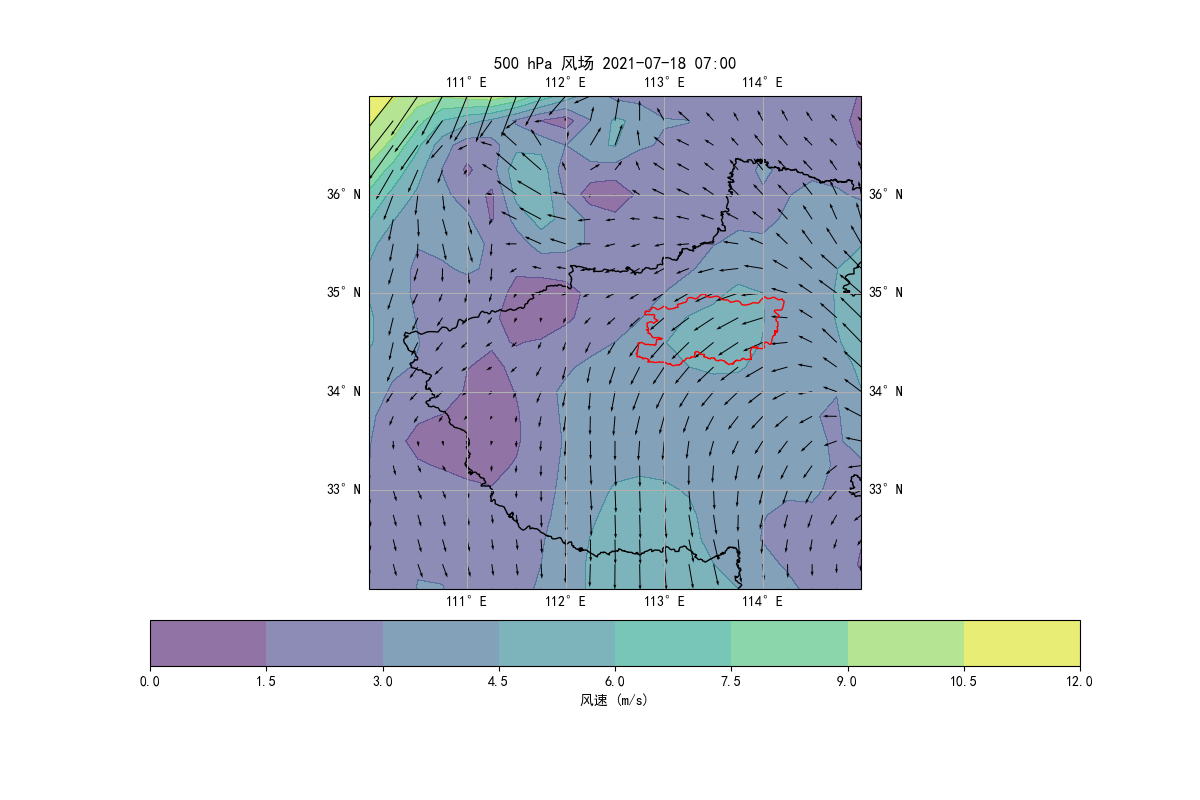 500 hPa 风场 2021-07-18 07:00
111° E 112° E 113° E 114° E
36° N 36° N
35° N 35° N
34° N 34° N
33° N 33° N
111° E 112° E 113° E 114° E
0.0 1.5 3.0 4.5 6.0 7.5 9.0 10.5 12.0
风速 (m/s)